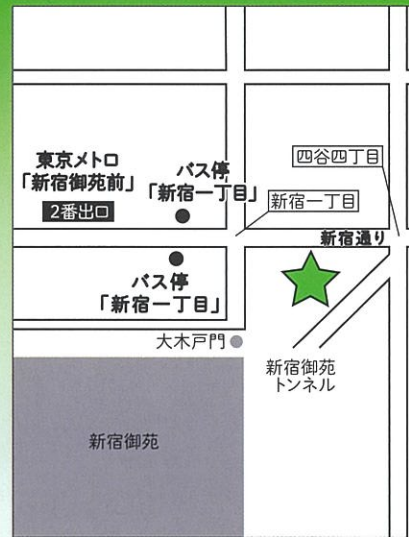 東京メトロ
「新宿御苑前」
2番出口
バス停
「新宿一丁目」
四谷四丁目
新宿一丁目
新宿通り
バス停
「新宿一丁目」
大木戸門
新宿御苑
トンネル
新宿御苑